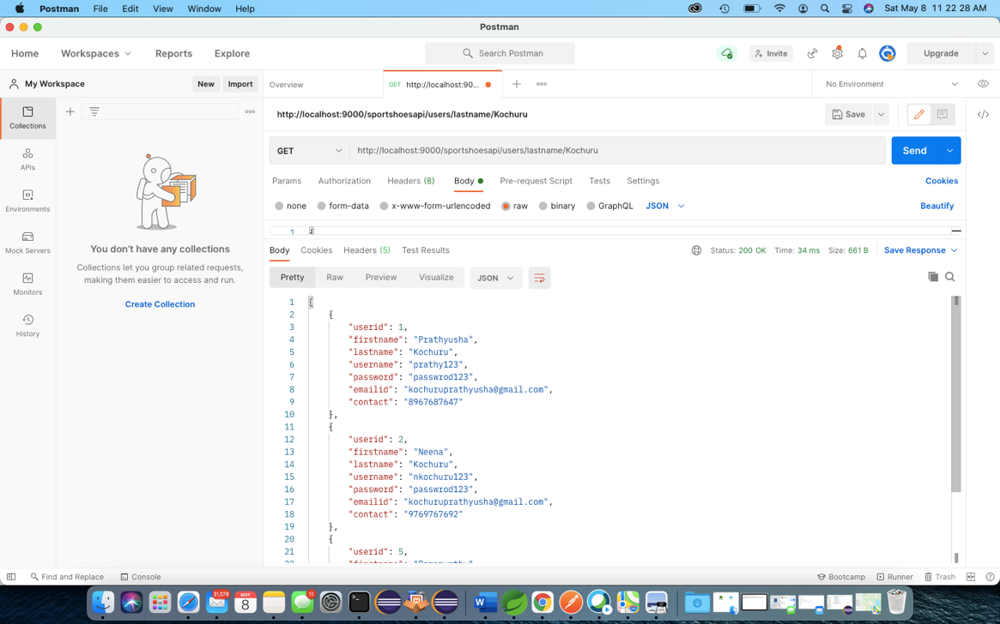 Postman File Edit View Window Help Sat May 8 11 22 28 AM
Postman
Home Workspaces Reports Explore Search Postman Invite Upgrade
My Workspace New Import Overview GET http://localhost:90... No Environment
Collections
APIs
Environments
Mock Servers
Monitors
History
You don't have any collections
Collections let you group related requests,
making them easier to access and run.
Create Collection
http://localhost:9000/sportshoesapi/users/lastname/Kochuru Save
GET http://localhost:9000/sportshoesapi/users/lastname/Kochuru Send
Params Authorization Headers (8) Body Pre-request Script Tests Settings Cookies
none form-data x-www-form-urlencoded raw binary GraphQL JSON Beautify
1 {
Body Cookies Headers (5) Test Results Status: 200 OK Time: 34 ms Size: 661 B Save Response
Pretty Raw Preview Visualize JSON
1 [
2 {
3 "userid": 1,
4 "firstname": "Prathyusha",
5 "lastname": "Kochuru",
6 "username": "prathy123",
7 "password": "passwrod123",
8 "emailid": "kochuruprathyusha@gmail.com",
9 "contact": "8967687647"
10 },
11 {
12 "userid": 2,
13 "firstname": "Neena",
14 "lastname": "Kochuru",
15 "username": "nkochuru123",
16 "password": "passwrod123",
17 "emailid": "kochuruprathyusha@gmail.com",
18 "contact": "9769767692"
19 },
20 {
21 "userid": 5,
Find and Replace Console Bootcamp Runner Trash
31,578 MAY 8 11